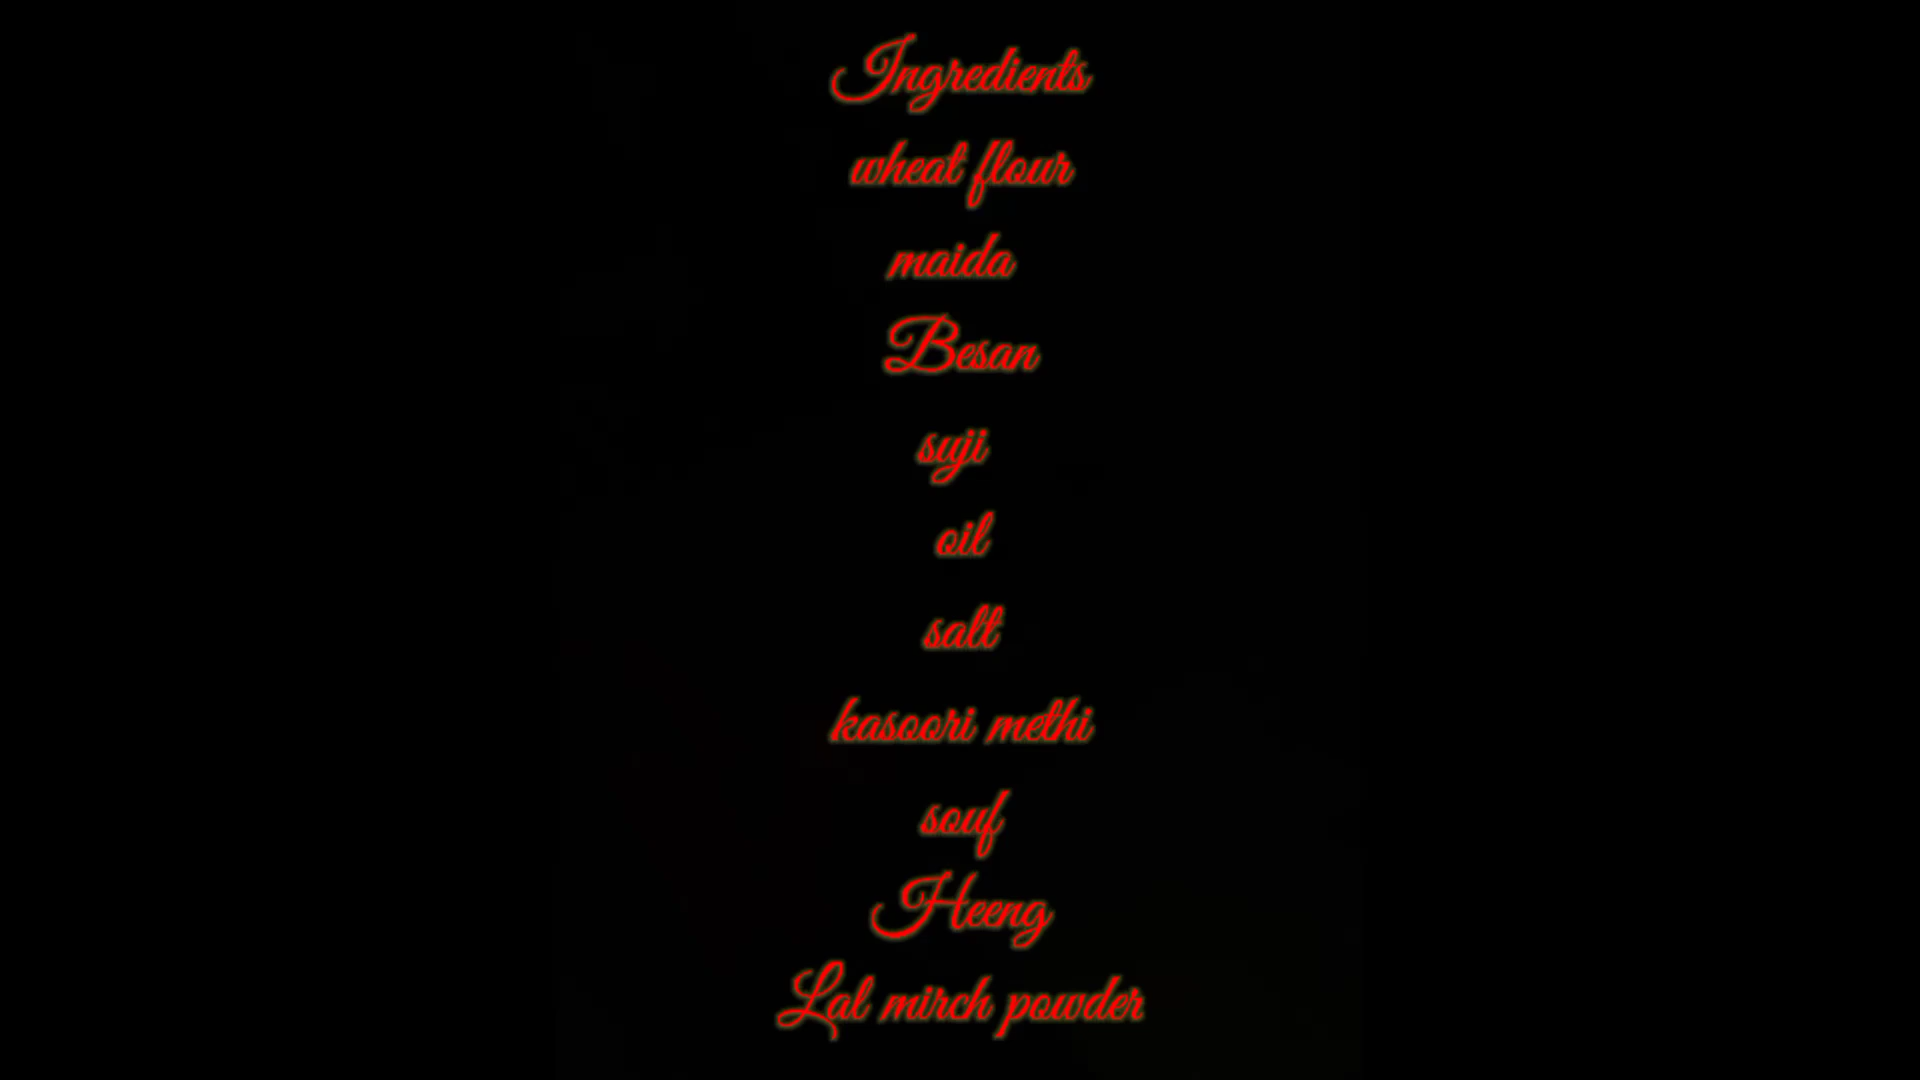 Ingredients
wheat flour
maida
Besan
suji
oil
salt
kasoori methi
souf
Heeng
Lal mirch powder